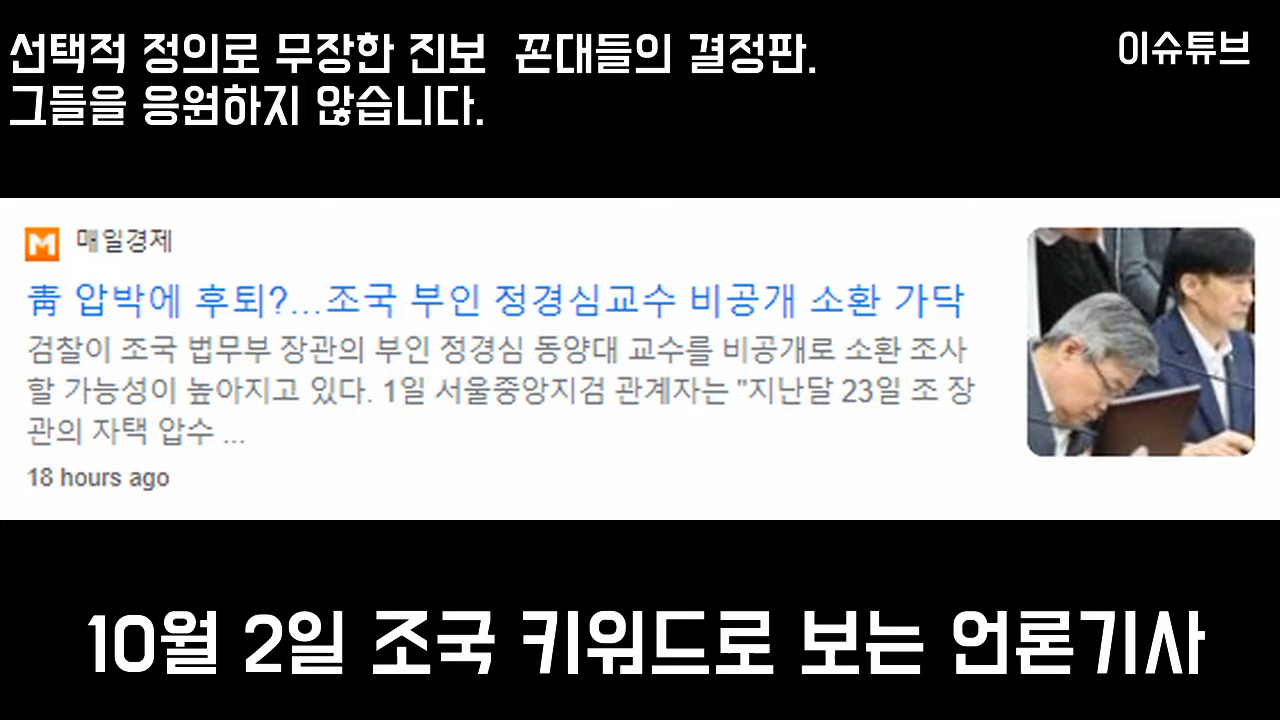 선택적 정의로 무장한 진보 꼰대들의 결정판.
그들을 응원하지 않습니다.
이슈튜브
M 매일경제
靑 압박에 후퇴?...조국 부인 정경심교수 비공개 소환 가닥
검찰이 조국 법무부 장관의 부인 정경심 동양대 교수를 비공개로 소환 조사
할 가능성이 높아지고 있다. 1일 서울중앙지검 관계자는 "지난달 23일 조 장
관의 자택 압수 ...
18 hours ago
10월 2일 조국 키워드로 보는 언론기사